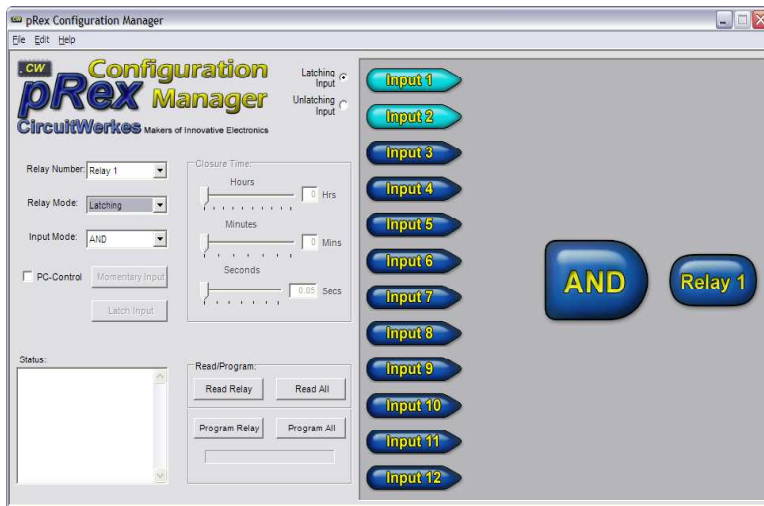 cw pRex Configuration Manager
File Edit Help
.CW
pRex Configuration Manager
CircuitWerkes Makers of Innovative Electronics
Latching Input
Unlatching Input
Relay Number: Relay 1
Relay Mode: Latching
Input Mode: AND
PC-Control Momentary Input
Latch Input
Closure Time:
Hours
0 Hrs
Minutes
0 Mins
Seconds
0.05 Secs
Status:
Read/Program:
Read Relay Read All
Program Relay Program All
Input 1
Input 2
Input 3
Input 4
Input 5
Input 6
Input 7
Input 8
Input 9
Input 10
Input 11
Input 12
AND
Relay 1